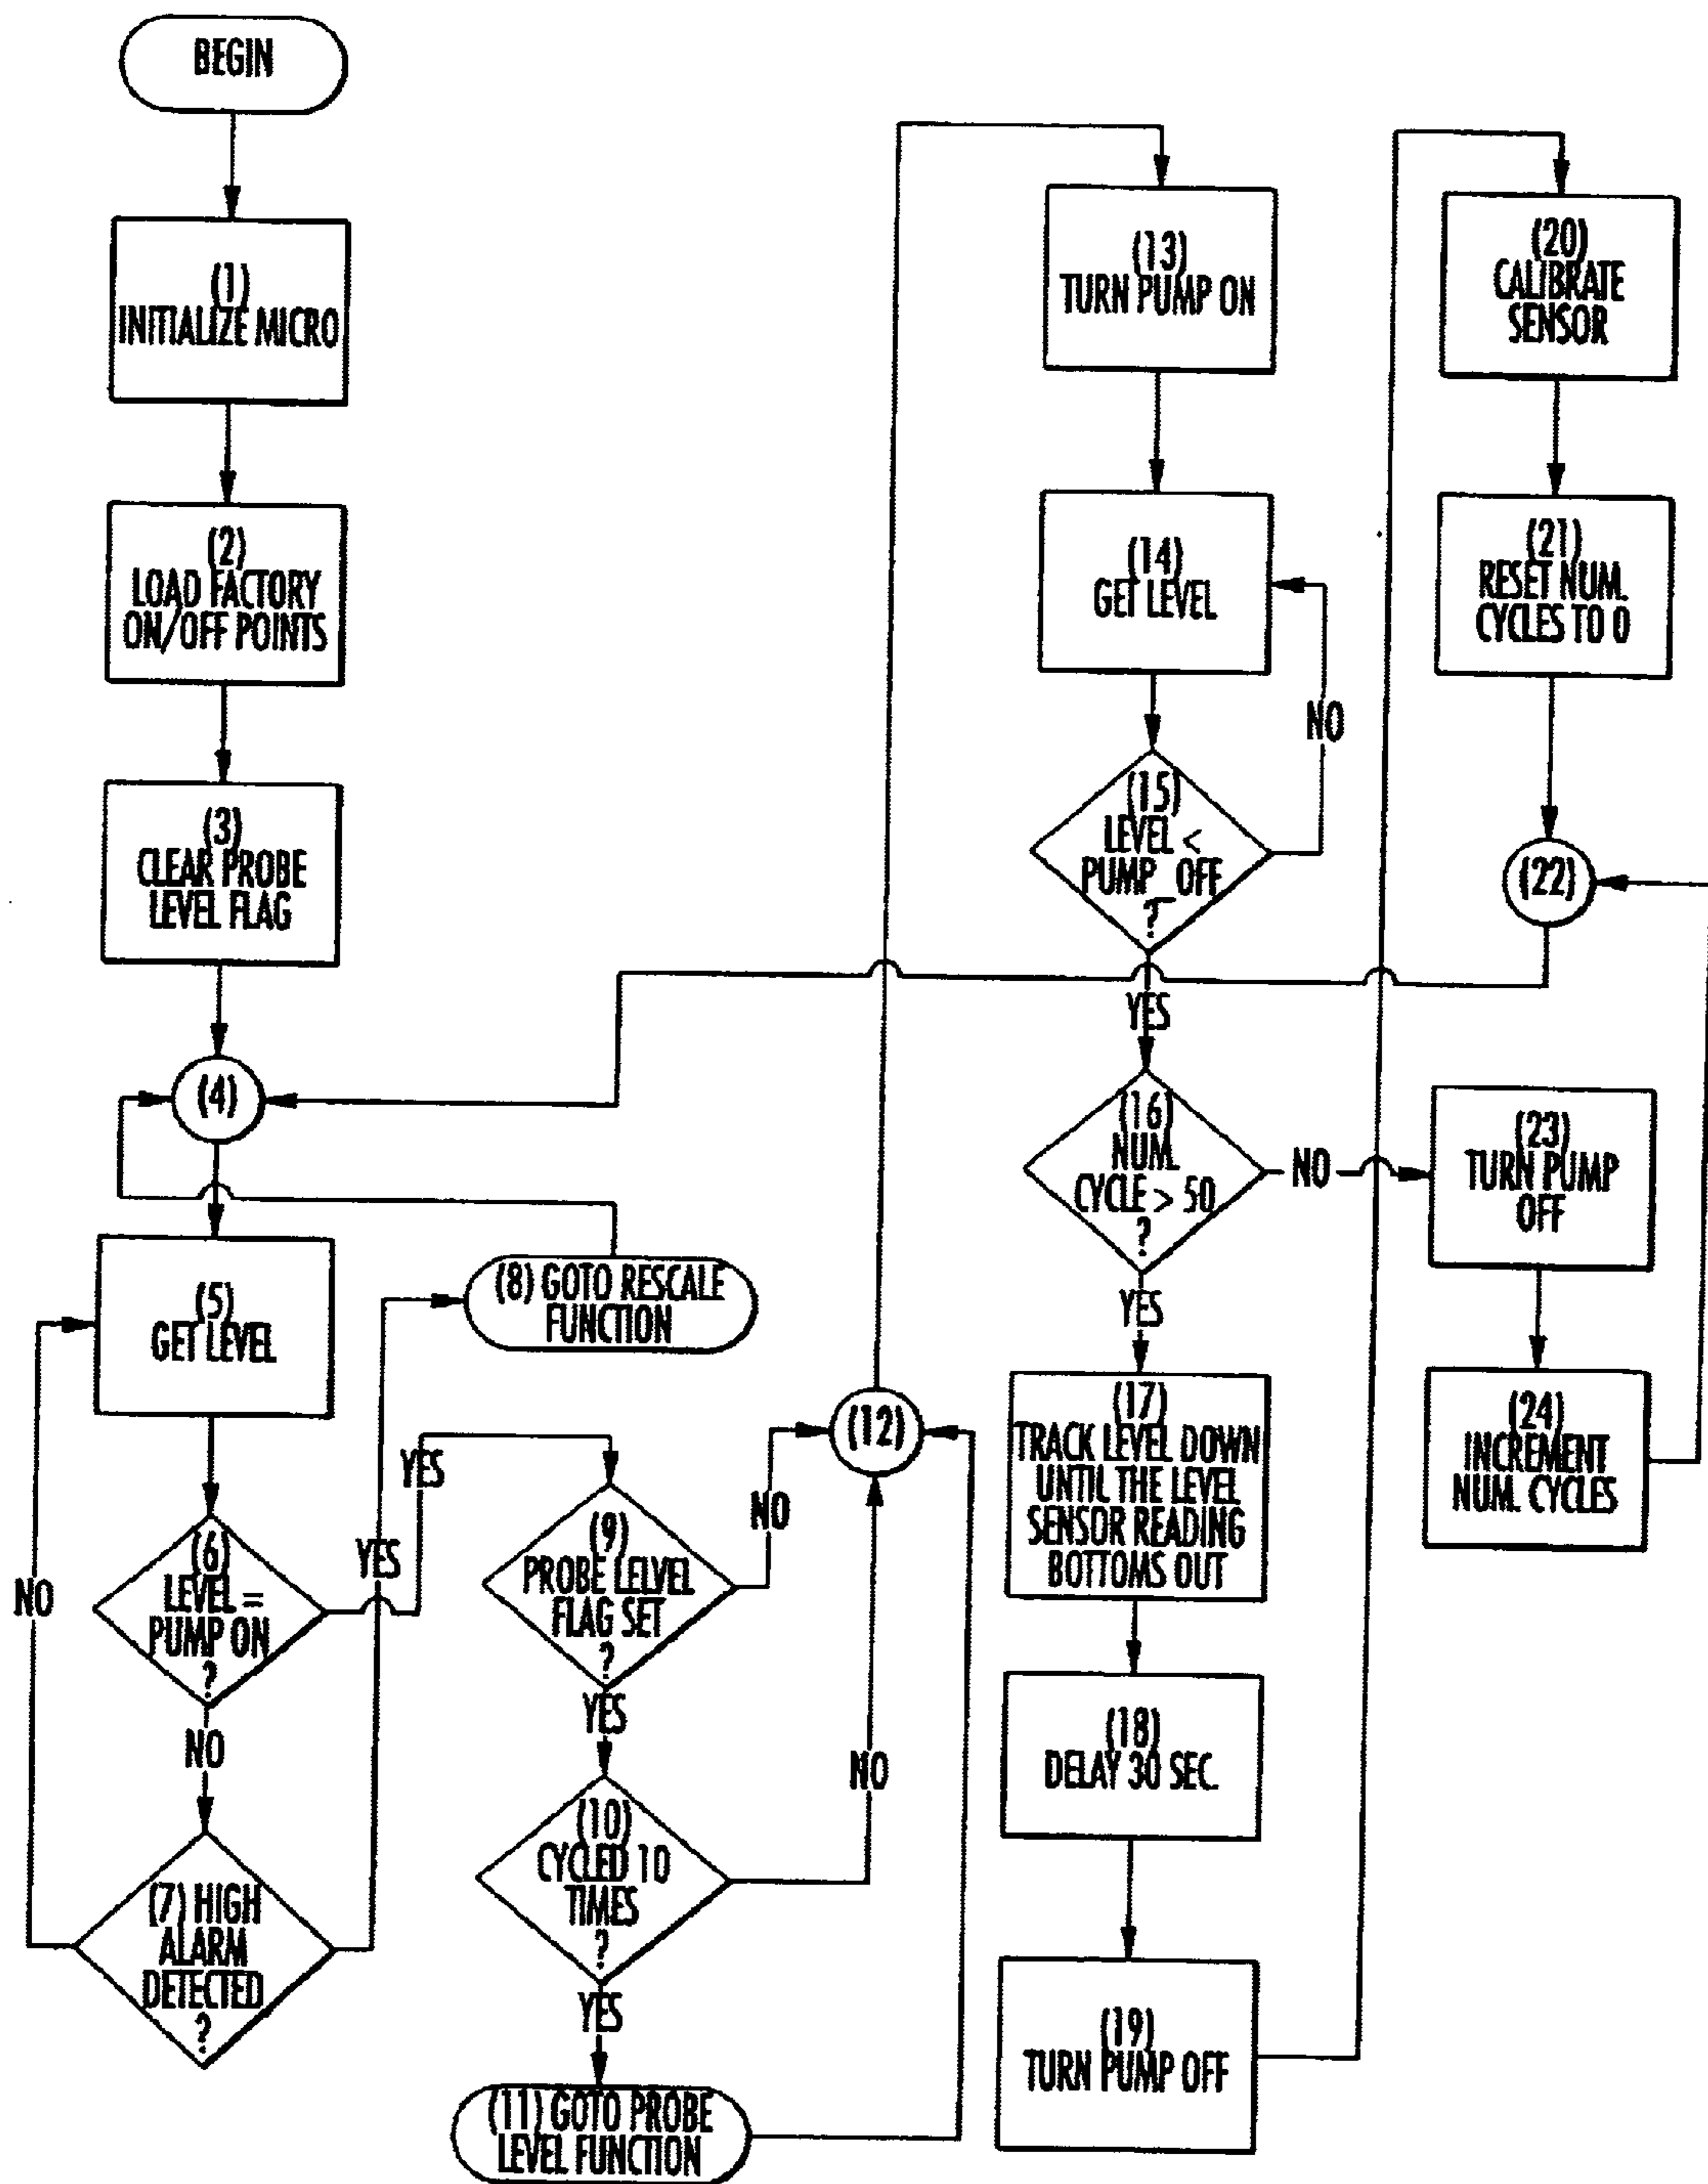 BEGIN
(1)
INITIALIZE MICRO
(2)
LOAD FACTORY
ON/OFF POINTS
(3)
CLEAR PROBE
LEVEL FLAG
(4)
(5)
GET LEVEL
(6)
LEVEL =
PUMP ON
?
YES
NO
(7) HIGH
ALARM
DETECTED
?
NO
YES
(8) GOTO RESCALE
FUNCTION
(9)
PROBE LELVEL
FLAG SET
?
NO
YES
(10)
CYCLED 10
TIMES
?
NO
YES
(11) GOTO PROBE
LEVEL FUNCTION
(12)
(13)
TURN PUMP ON
(14)
GET LEVEL
(15)
LEVEL <
PUMP_OFF
?
NO
YES
(16)
NUM.
CYCLE > 50
?
NO
YES
(17)
TRACK LEVEL DOWN
UNTIL THE LEVEL
SENSOR READING
BOTTOMS OUT
(18)
DELAY 30 SEC.
(19)
TURN PUMP OFF
(20)
CALIBRATE
SENSOR
(21)
RESET NUM.
CYCLES TO 0
(22)
(23)
TURN PUMP
OFF
(24)
INCREMENT
NUM. CYCLES